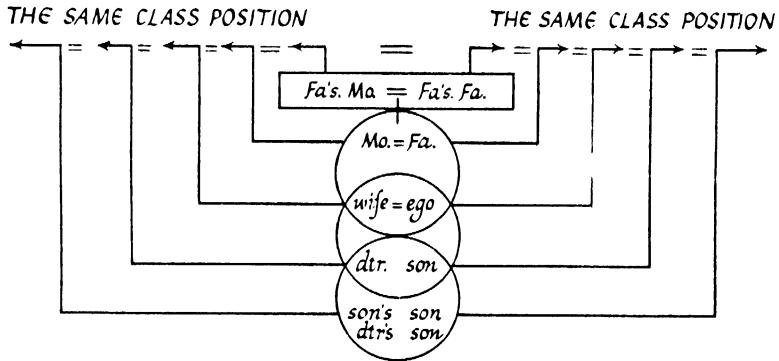 THE SAME CLASS POSITION THE SAME CLASS POSITION
= = = = = = = = =
Fa's. Mo. = Fa's. Fa.
Mo. = Fa.
wife = ego
dtr. son
son's son
dtr's son